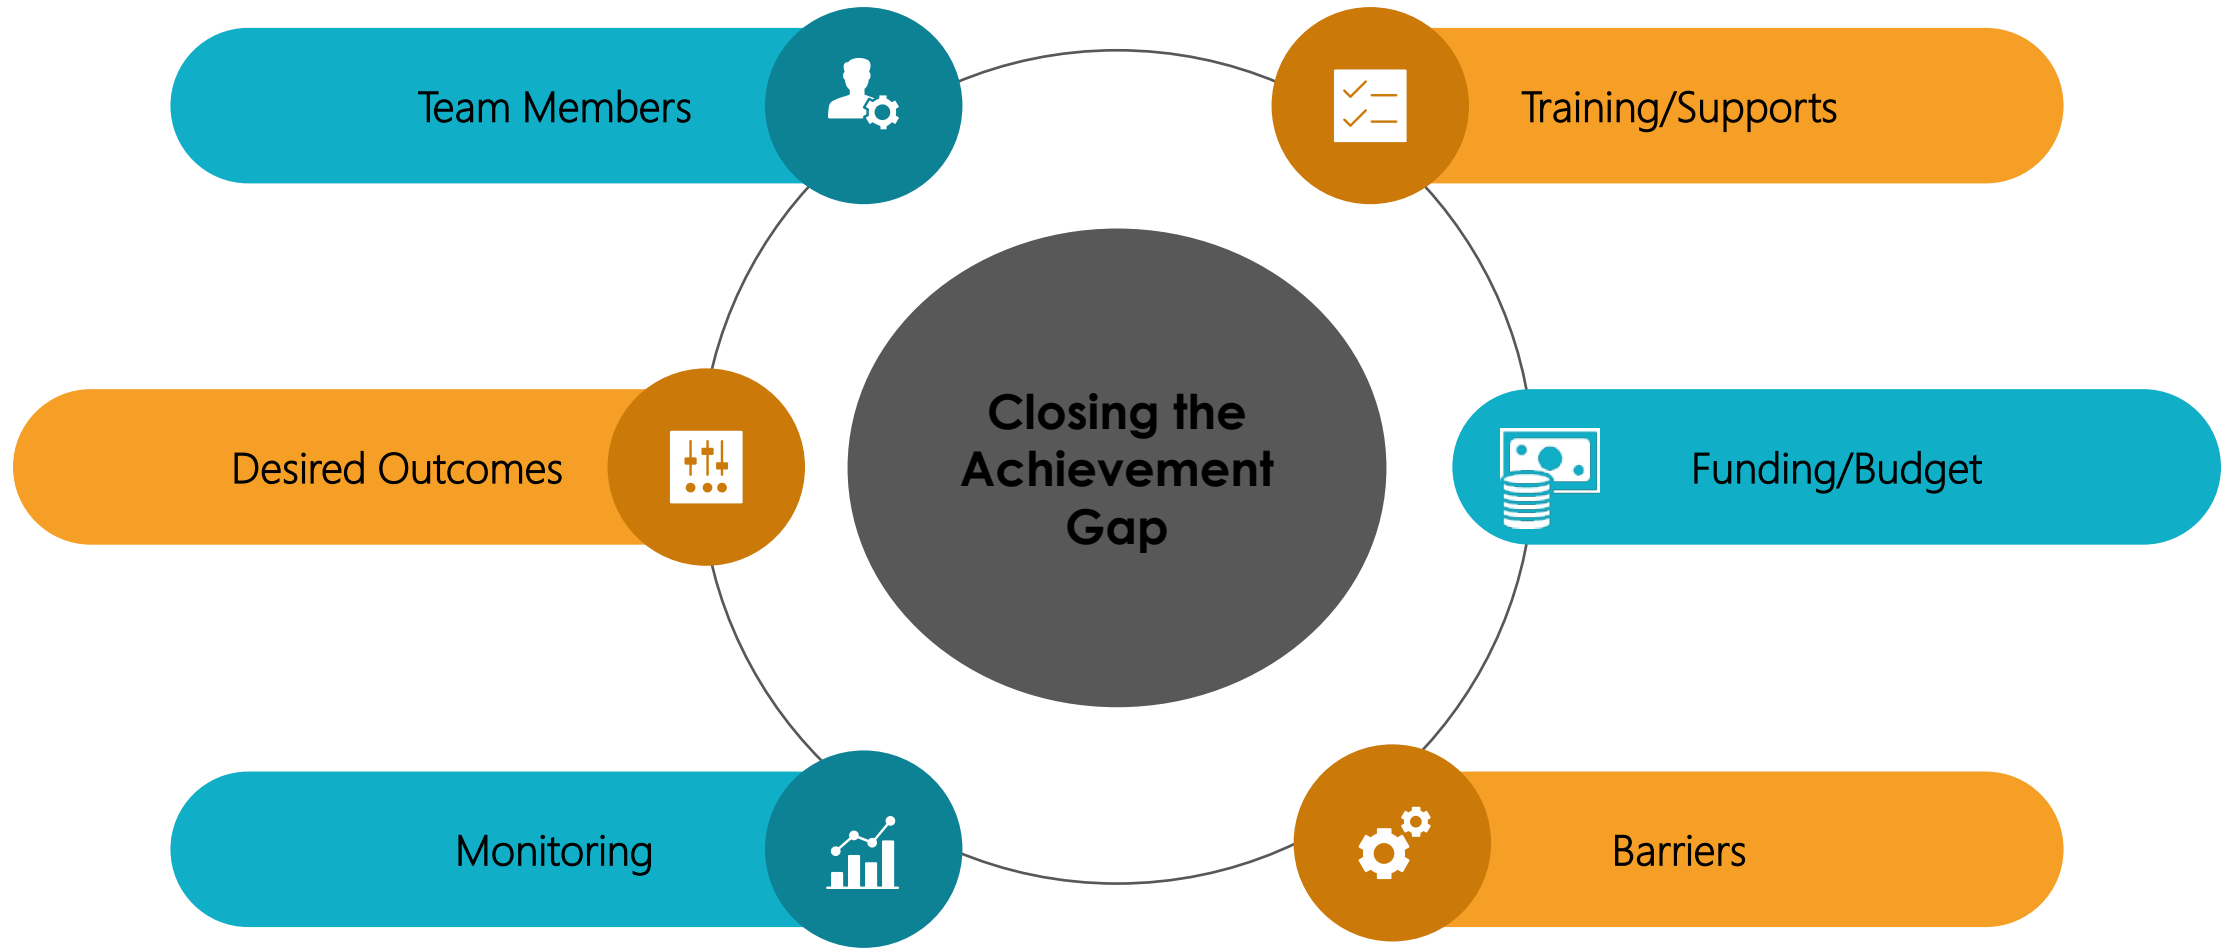 Team Members
Training/Supports
Closing the
Achievement
Gap
Desired Outcomes
Funding/Budget
Monitoring
Barriers